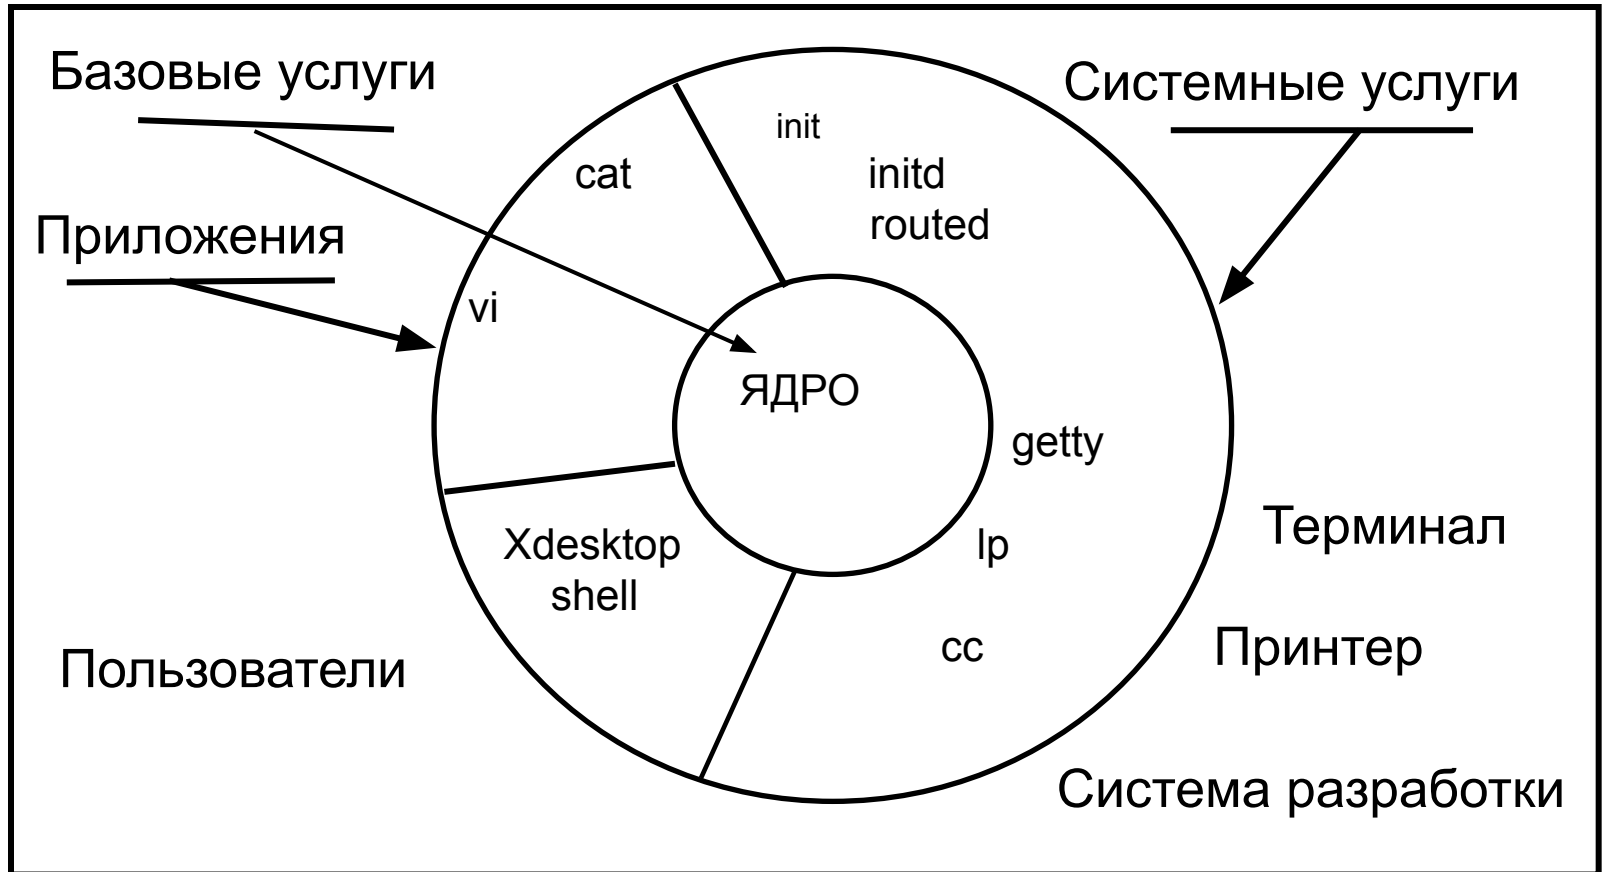 Базовые услуги
Системные услуги
init
cat
initd
routed
Приложения
vi
ЯДРО
getty
Терминал
Xdesktop
shell
lp
Принтер
cc
Пользователи
Система разработки